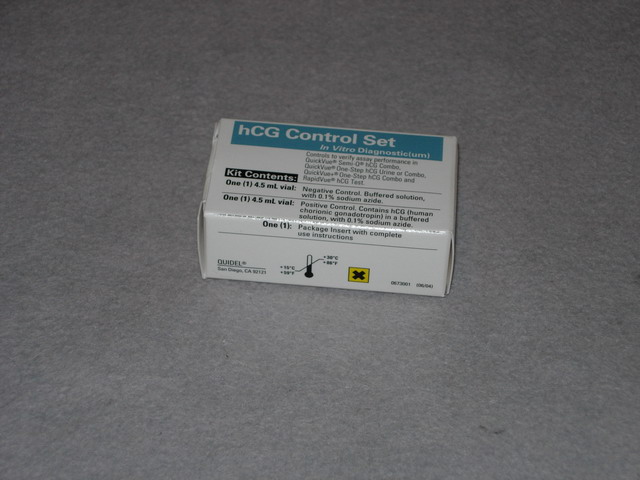 hCG Control Set
In Vitro Diagnostic(um)
Controls to verify assay performance in
QuickVue® Semi-Q® hCG Combo,
QuickVue® One-Step hCG Urine or Combo,
QuickVue+® One-Step hCG Combo and
RapidVue® hCG Test.
Kit Contents:
One (1) 4.5 mL vial: Negative Control. Buffered solution,
with 0.1% sodium azide.
One (1) 4.5 mL vial: Positive Control. Contains hCG (human
chorionic gonadotropin) in a buffered
solution, with 0.1% sodium azide.
One (1): Package Insert with complete
use instructions
QUIDEL®
San Diego, CA 92121
+15°C
+59°F
+30°C
+86°F
0673901 (06/04)